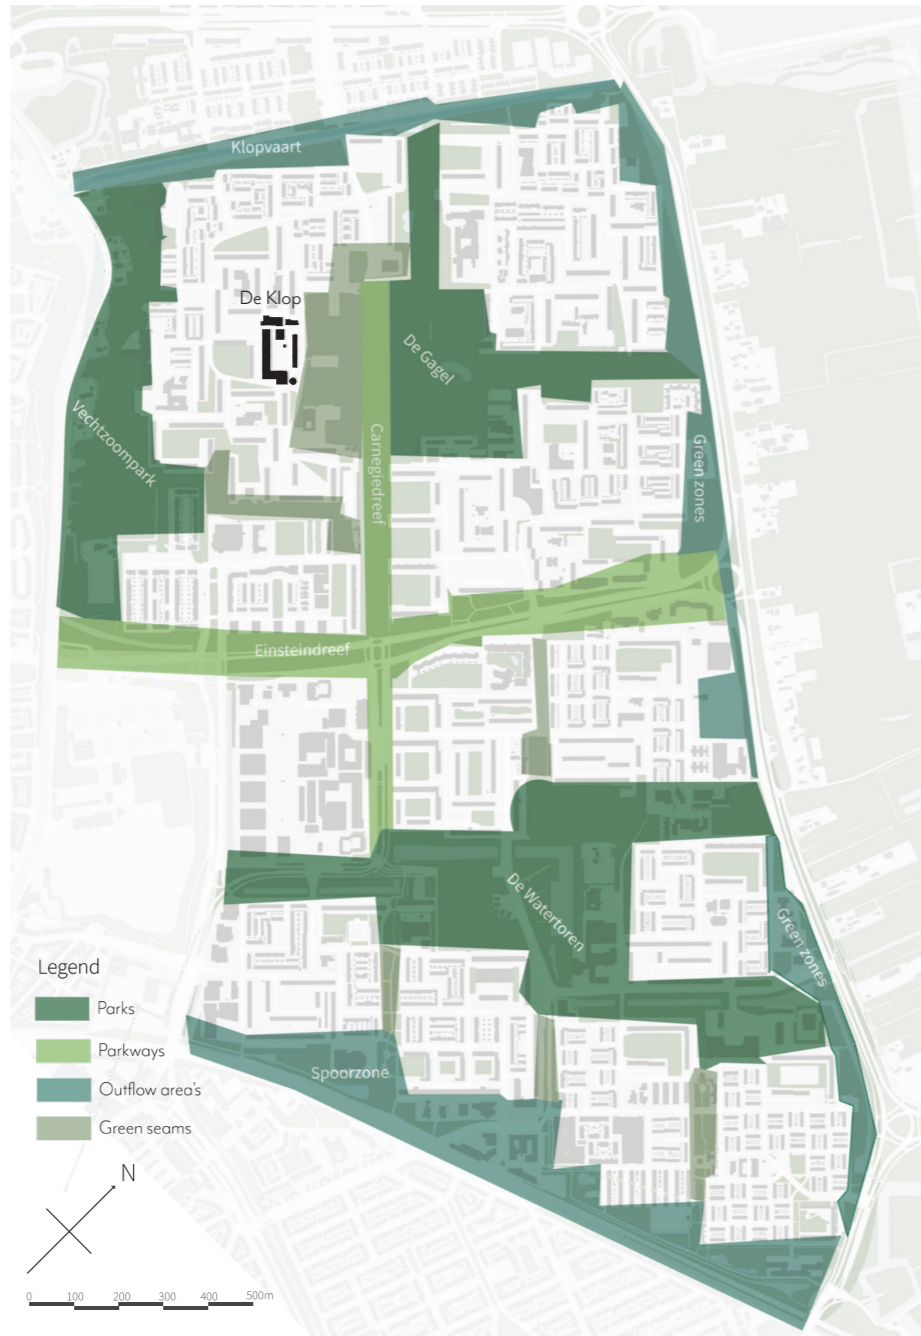 Klopvaart
De Klop
De Gagel
Vechtzoompark
Carnegiedreef
Green zones
Einsteindreef
De Watertoren
Green zones
Legend
Parks
Parkways
Outflow area's
Green seams
Spoorzone
N
0 100 200 300 400 500m